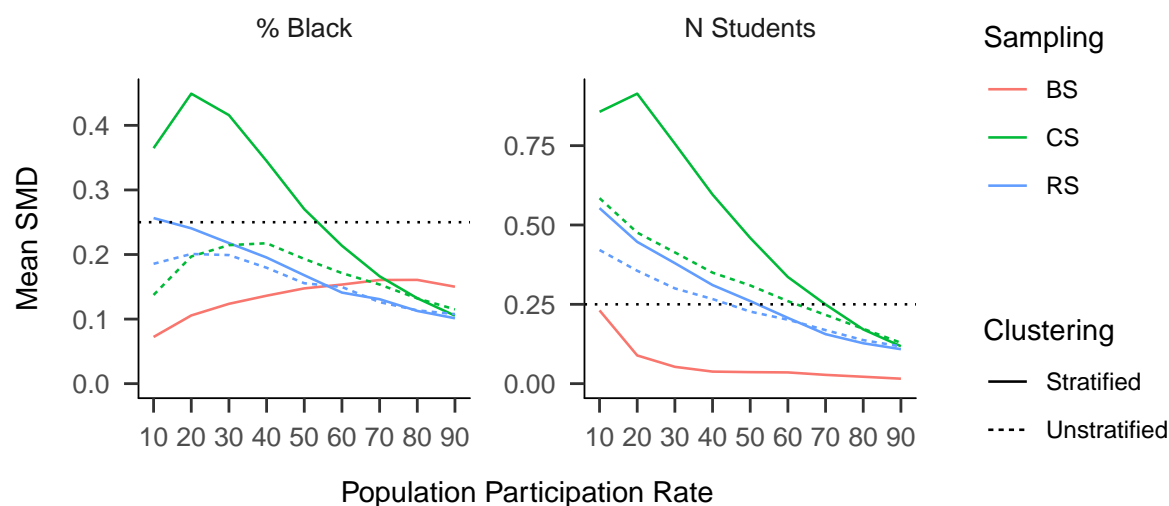 % Black
N Students
Mean SMD
0.4
0.3
0.2
0.1
0.0
10 20 30 40 50 60 70 80 90
0.75
0.50
0.25
0.00
10 20 30 40 50 60 70 80 90
Population Participation Rate
Sampling
BS
CS
RS
Clustering
Stratified
Unstratified